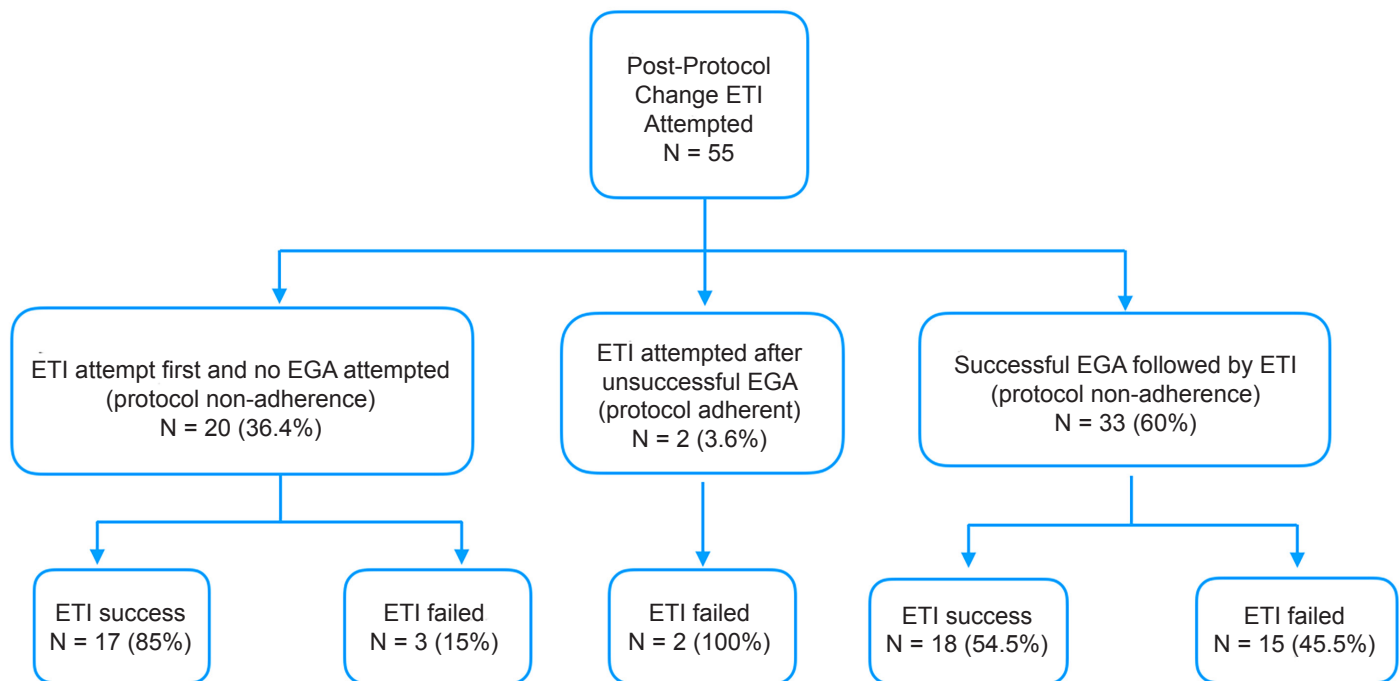 Post-Protocol
Change ETI
Attempted
N = 55
ETI attempt first and no EGA attempted
(protocol non-adherence)
N = 20 (36.4%)
ETI attempted after
unsuccessful EGA
(protocol adherent)
N = 2 (3.6%)
Successful EGA followed by ETI
(protocol non-adherence)
N = 33 (60%)
ETI success
N = 17 (85%)
ETI failed
N = 3 (15%)
ETI failed
N = 2 (100%)
ETI success
N = 18 (54.5%)
ETI failed
N = 15 (45.5%)